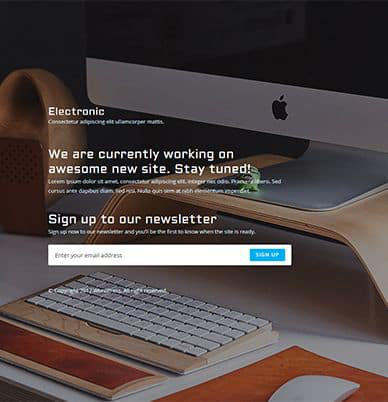 Electronic
Consectetur adipiscing elit ullamcorper mattis.
We are currently working on
awesome new site. Stay tuned!
Lorem ipsum dolor sit amet, consectetur adipiscing elit. Integer nec odio. Praesent libero. Sed
cursus ante dapibus diam. Sed nisi. Nulla quis sem at nibh elementum imperdiet.
Sign up to our newsletter
Sign up now to our newsletter and you'll be the first to know when the site is ready.
Enter your email address
SIGN UP
© Copyright 2017. All right reserved.